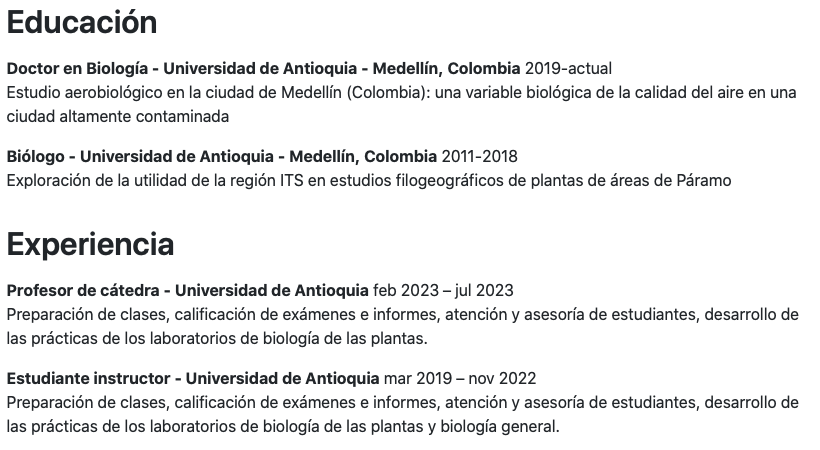 Educación
Doctor en Biología - Universidad de Antioquia - Medellín, Colombia 2019-actual
Estudio aerobiológico en la ciudad de Medellín (Colombia): una variable biológica de la calidad del aire en una
ciudad altamente contaminada
Biólogo - Universidad de Antioquia - Medellín, Colombia 2011-2018
Exploración de la utilidad de la región ITS en estudios filogeográficos de plantas de áreas de Páramo
Experiencia
Profesor de cátedra - Universidad de Antioquia feb 2023 – jul 2023
Preparación de clases, calificación de exámenes e informes, atención y asesoría de estudiantes, desarrollo de
las prácticas de los laboratorios de biología de las plantas.
Estudiante instructor - Universidad de Antioquia mar 2019 – nov 2022
Preparación de clases, calificación de exámenes e informes, atención y asesoría de estudiantes, desarrollo de
las prácticas de los laboratorios de biología de las plantas y biología general.